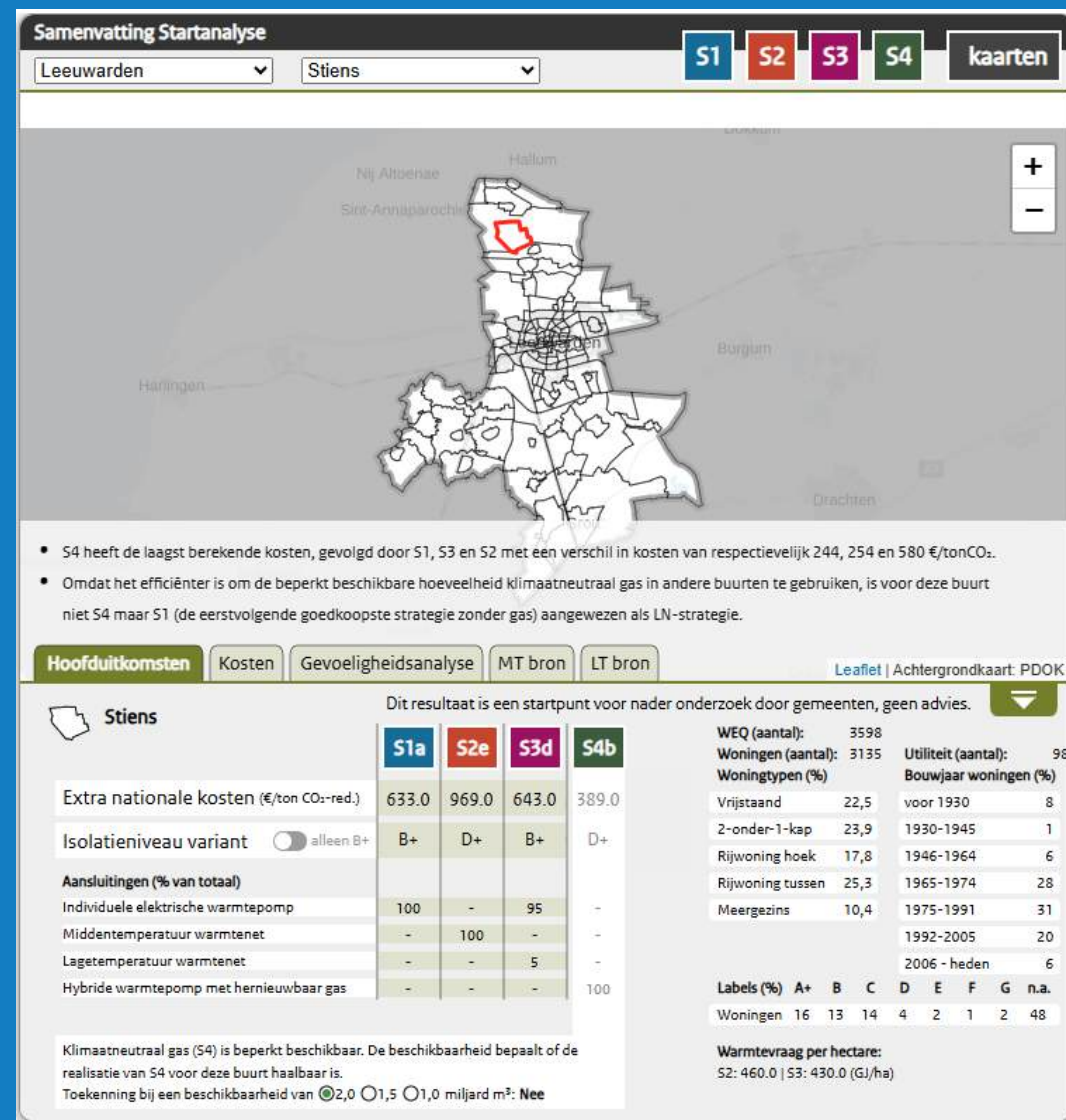 Samenvatting Startanalyse
Leeuwarden Stiens S1 S2 S3 S4 kaarten
Dokkum
Hallum
Nij Altoenae
Sint-Annaparochie
+
−
Leeuwarden
Burgum
Harlingen
Drachten
Grou
• S4 heeft de laagst berekende kosten, gevolgd door S1, S3 en S2 met een verschil in kosten van respectievelijk 244, 254 en 580 €/tonCO₂.
• Omdat het efficiënter is om de beperkt beschikbare hoeveelheid klimaatneutraal gas in andere buurten te gebruiken, is voor deze buurt
niet S4 maar S1 (de eerstvolgende goedkoopste strategie zonder gas) aangewezen als LN-strategie.
Hoofduitkomsten Kosten Gevoeligheidsanalyse MT bron LT bron
Leaflet | Achtergrondkaart: PDOK
Dit resultaat is een startpunt voor nader onderzoek door gemeenten, geen advies.
Stiens
S1a S2e S3d S4b
Extra nationale kosten (€/ton CO₂-red.) 633.0 969.0 643.0 389.0
Isolatieniveau variant alleen B+ B+ D+ B+ D+
Aansluitingen (% van totaal)
Individuele elektrische warmtepomp 100 - 95 -
Middentemperatuur warmtenet - 100 - -
Lagetemperatuur warmtenet - - 5 -
Hybride warmtepomp met hernieuwbaar gas - - - 100
Klimaatneutraal gas (S4) is beperkt beschikbaar. De beschikbaarheid bepaalt of de
realisatie van S4 voor deze buurt haalbaar is.
Toekenning bij een beschikbaarheid van 2,0 1,5 1,0 miljard m³: Nee
WEQ (aantal): 3598
Woningen (aantal): 3135 Utiliteit (aantal): 98
Woningtypen (%) Bouwjaar woningen (%)
Vrijstaand 22,5 voor 1930 8
2-onder-1-kap 23,9 1930-1945 1
Rijwoning hoek 17,8 1946-1964 6
Rijwoning tussen 25,3 1965-1974 28
Meergezins 10,4 1975-1991 31
1992-2005 20
2006 - heden 6
Labels (%) A+ B C D E F G n.a.
Woningen 16 13 14 4 2 1 2 48
Warmtevraag per hectare:
S2: 460.0 | S3: 430.0 (GJ/ha)